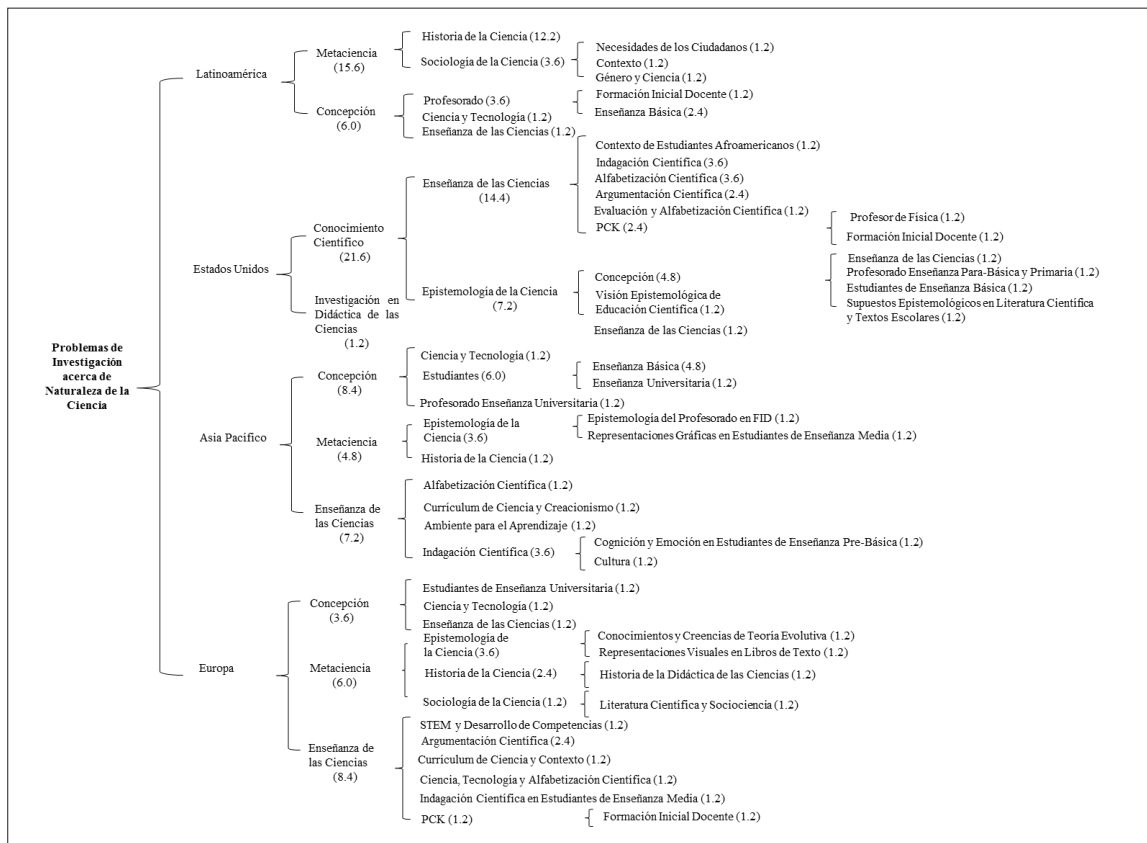 Problemas de
Investigación
acerca de
Naturaleza de la
Ciencia
Latinoamérica
Metaciencia
(15.6)
Historia de la Ciencia (12.2)
Sociología de la Ciencia (3.6)
Necesidades de los Ciudadanos (1.2)
Contexto (1.2)
Género y Ciencia (1.2)
Concepción
(6.0)
Profesorado (3.6)
Formación Inicial Docente (1.2)
Enseñanza Básica (2.4)
Ciencia y Tecnología (1.2)
Enseñanza de las Ciencias (1.2)
Estados Unidos
Conocimiento
Científico
(21.6)
Enseñanza de las Ciencias
(14.4)
Contexto de Estudiantes Afroamericanos (1.2)
Indagación Científica (3.6)
Alfabetización Científica (3.6)
Argumentación Científica (2.4)
Evaluación y Alfabetización Científica (1.2)
PCK (2.4)
Profesor de Física (1.2)
Formación Inicial Docente (1.2)
Epistemología de la Ciencia
(7.2)
Concepción (4.8)
Enseñanza de las Ciencias (1.2)
Profesorado Enseñanza Para-Básica y Primaria (1.2)
Estudiantes de Enseñanza Básica (1.2)
Supuestos Epistemológicos en Literatura Científica
y Textos Escolares (1.2)
Visión Epistemológica de
Educación Científica (1.2)
Enseñanza de las Ciencias (1.2)
Investigación en
Didáctica de las
Ciencias
(1.2)
Asia Pacífico
Concepción
(8.4)
Ciencia y Tecnología (1.2)
Estudiantes (6.0)
Enseñanza Básica (4.8)
Enseñanza Universitaria (1.2)
Profesorado Enseñanza Universitaria (1.2)
Metaciencia
(4.8)
Epistemología de la
Ciencia (3.6)
Epistemología del Profesorado en FID (1.2)
Representaciones Gráficas en Estudiantes de Enseñanza Media (1.2)
Historia de la Ciencia (1.2)
Enseñanza de
las Ciencias
(7.2)
Alfabetización Científica (1.2)
Currículum de Ciencia y Creacionismo (1.2)
Ambiente para el Aprendizaje (1.2)
Indagación Científica (3.6)
Cognición y Emoción en Estudiantes de Enseñanza Pre-Básica (1.2)
Cultura (1.2)
Europa
Concepción
(3.6)
Estudiantes de Enseñanza Universitaria (1.2)
Ciencia y Tecnología (1.2)
Enseñanza de las Ciencias (1.2)
Metaciencia
(6.0)
Epistemología de
la Ciencia (3.6)
Conocimientos y Creencias de Teoría Evolutiva (1.2)
Representaciones Visuales en Libros de Texto (1.2)
Historia de la Ciencia (2.4)
Historia de la Didáctica de las Ciencias (1.2)
Sociología de la Ciencia (1.2)
Literatura Científica y Sociociencia (1.2)
Enseñanza de
las Ciencias
(8.4)
STEM y Desarrollo de Competencias (1.2)
Argumentación Científica (2.4)
Currículum de Ciencia y Contexto (1.2)
Ciencia, Tecnología y Alfabetización Científica (1.2)
Indagación Científica en Estudiantes de Enseñanza Media (1.2)
PCK (1.2)
Formación Inicial Docente (1.2)